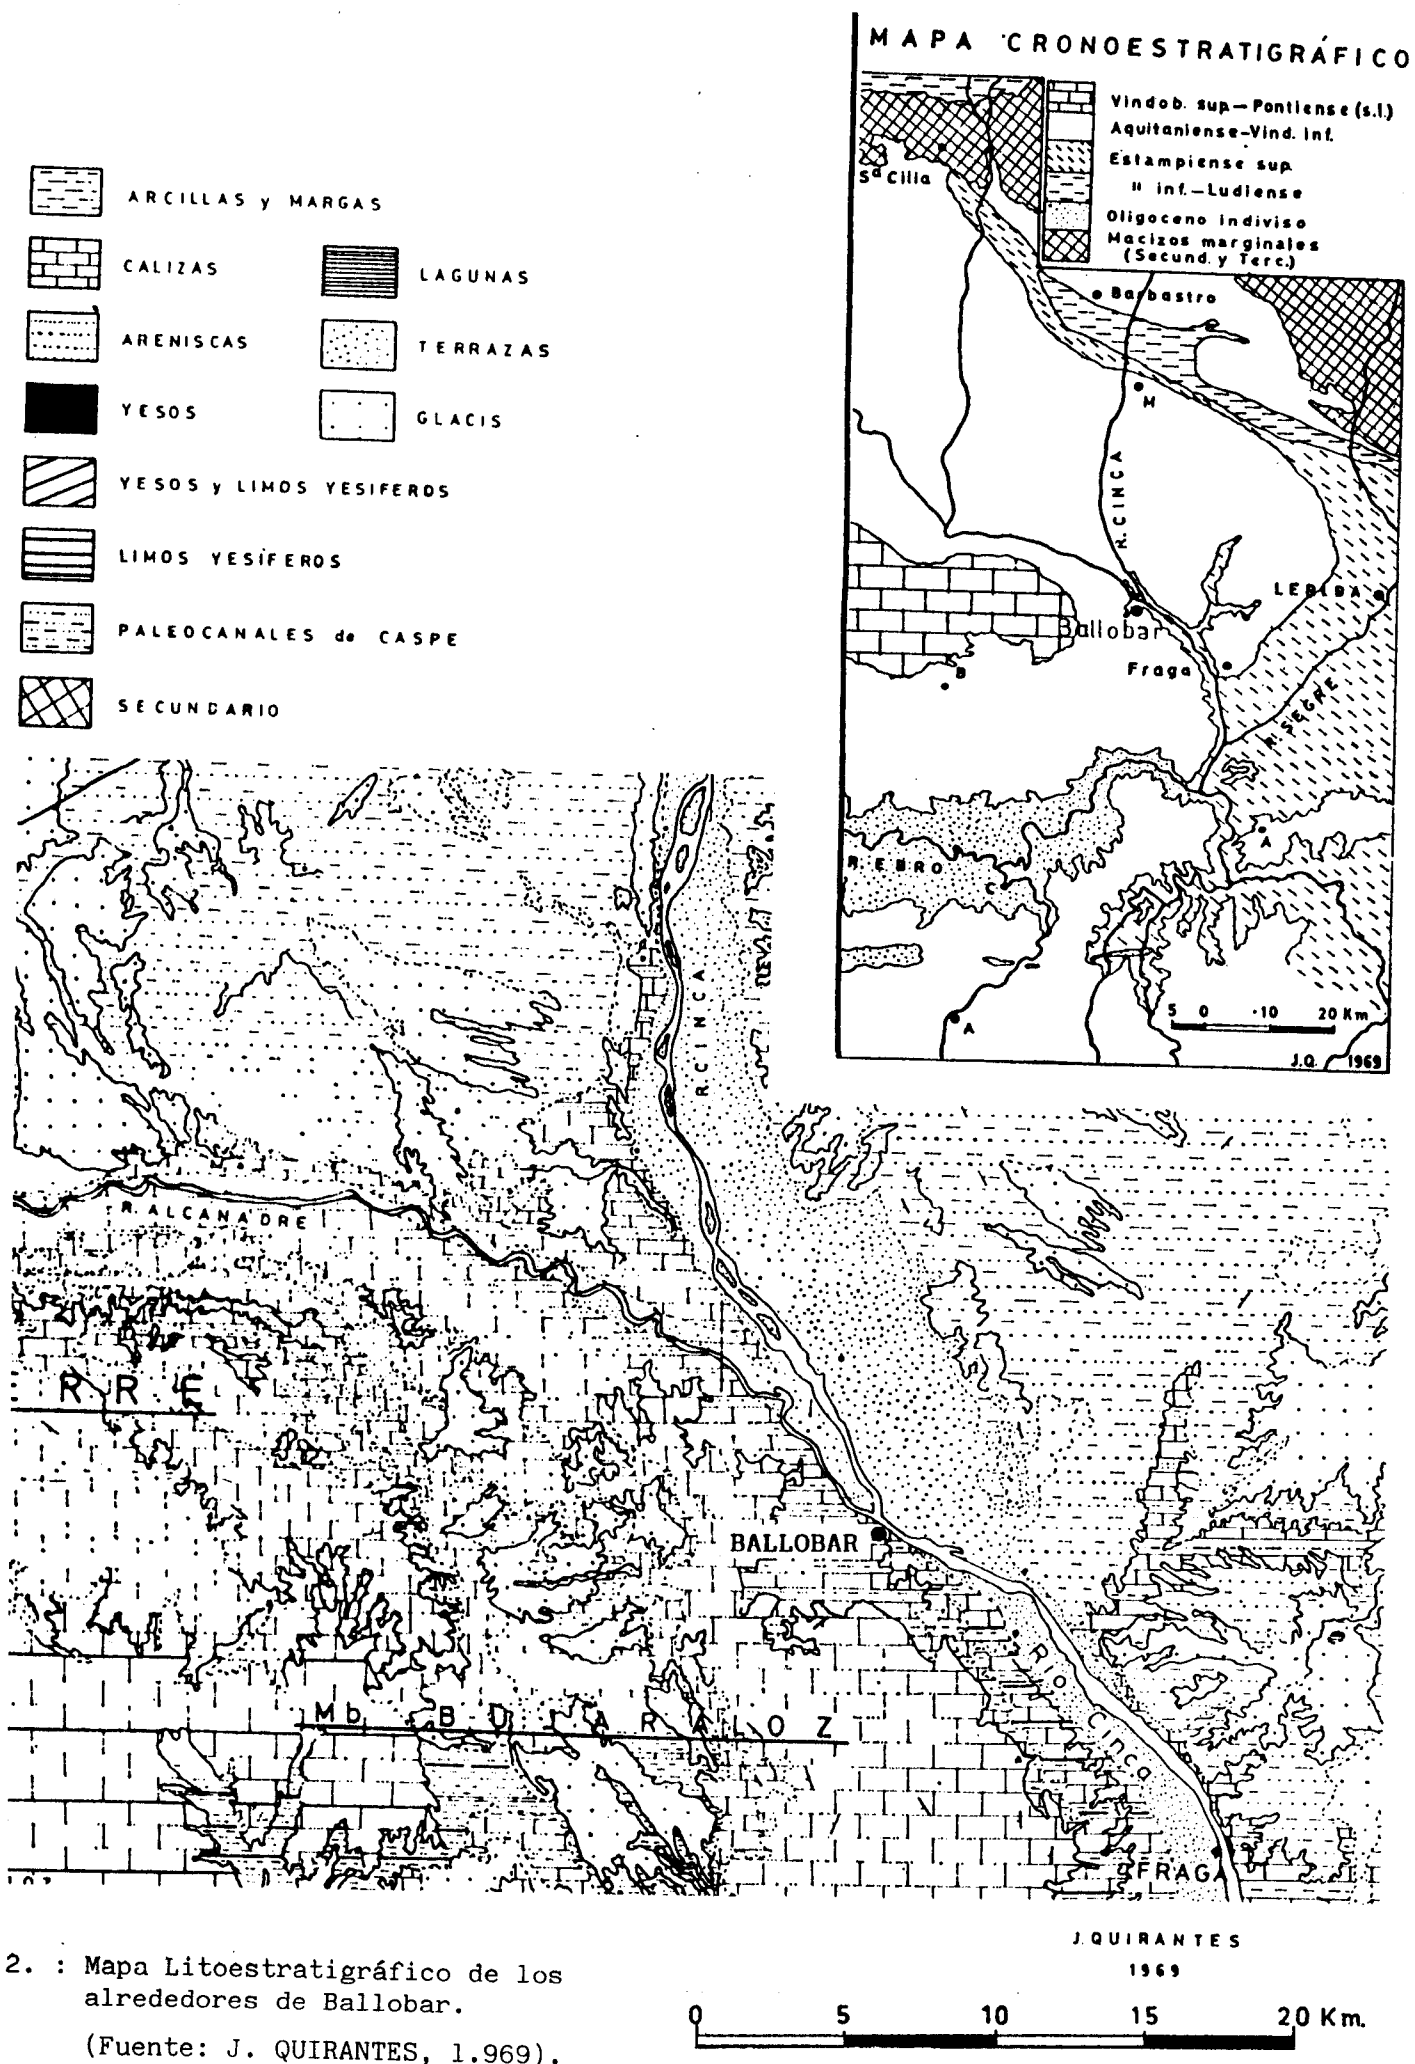 MAPA CRONOESTRATIGRÁFICO
Vindob. sup.—Pontiense (s.l.)
Aquitaniense—Vind. Inf.
Estampiense sup.
" inf.—Ludiense
Oligoceno indiviso
Macizos marginales
(Secund. y Terc.)
Sª Cilia
Barbastro
M
R. CINCA
LERIDA
Ballobar
Fraga
B
R. SEGRE
R. EBRO
C
A
A
5 0 10 20 Km
J.Q. 1969
ARCILLAS y MARGAS
CALIZAS
LAGUNAS
ARENISCAS
TERRAZAS
YESOS
GLACIS
YESOS y LIMOS YESIFEROS
LIMOS YESÍFEROS
PALEOCANALES de CASPE
SECUNDARIO
R. CINCA
R. ALCANADRE
RRE
BALLOBAR
RIO Cinca
Mb BUJARALOZ
FRAGA
J. QUIRANTES
1969
2. : Mapa Litoestratigráfico de los
alrededores de Ballobar.
(Fuente: J. QUIRANTES, 1.969).
0 5 10 15 20 Km.